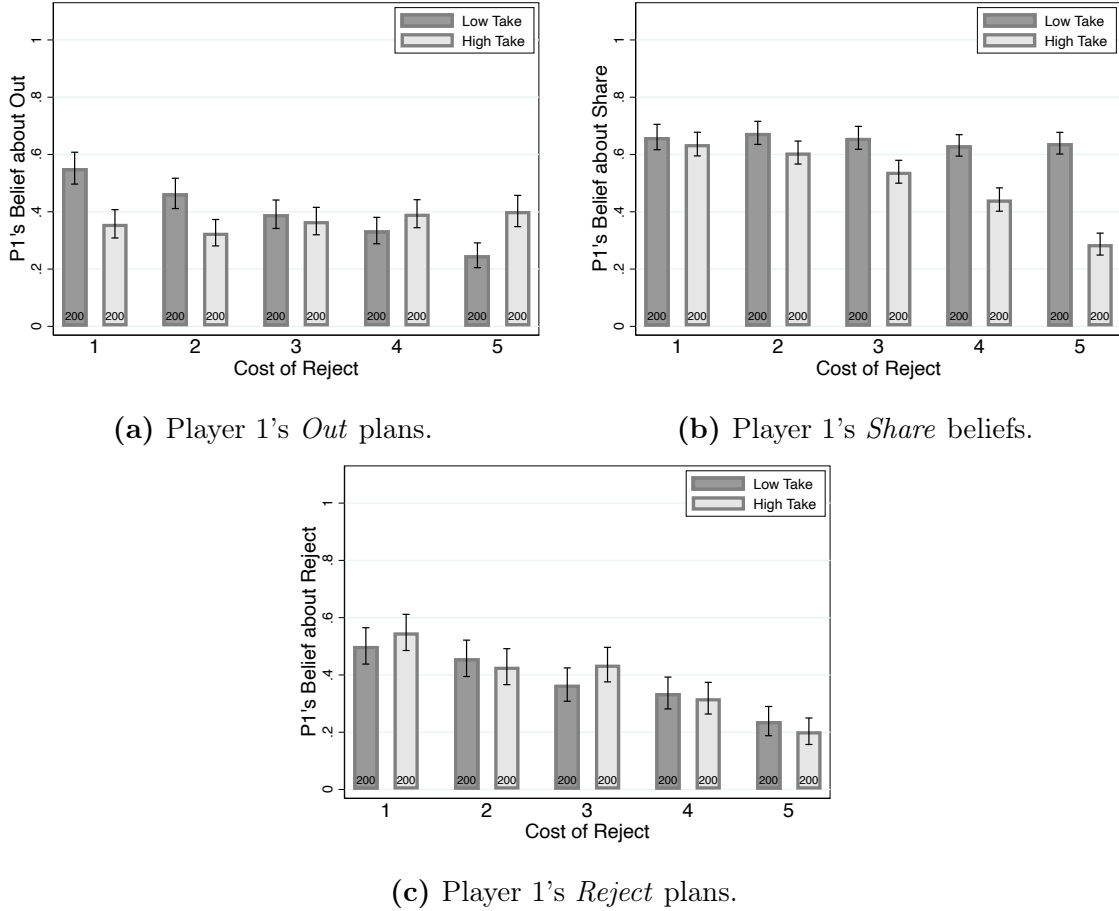 Low Take
High Take
P1's Belief about Out
1
.8
.6
.4
.2
0
200 200 200 200 200 200 200 200 200 200
1 2 3 4 5
Cost of Reject
(a) Player 1's Out plans.
Low Take
High Take
P1's Belief about Share
1
.8
.6
.4
.2
0
200 200 200 200 200 200 200 200 200 200
1 2 3 4 5
Cost of Reject
(b) Player 1's Share beliefs.
Low Take
High Take
P1's Belief about Reject
1
.8
.6
.4
.2
0
200 200 200 200 200 200 200 200 200 200
1 2 3 4 5
Cost of Reject
(c) Player 1's Reject plans.